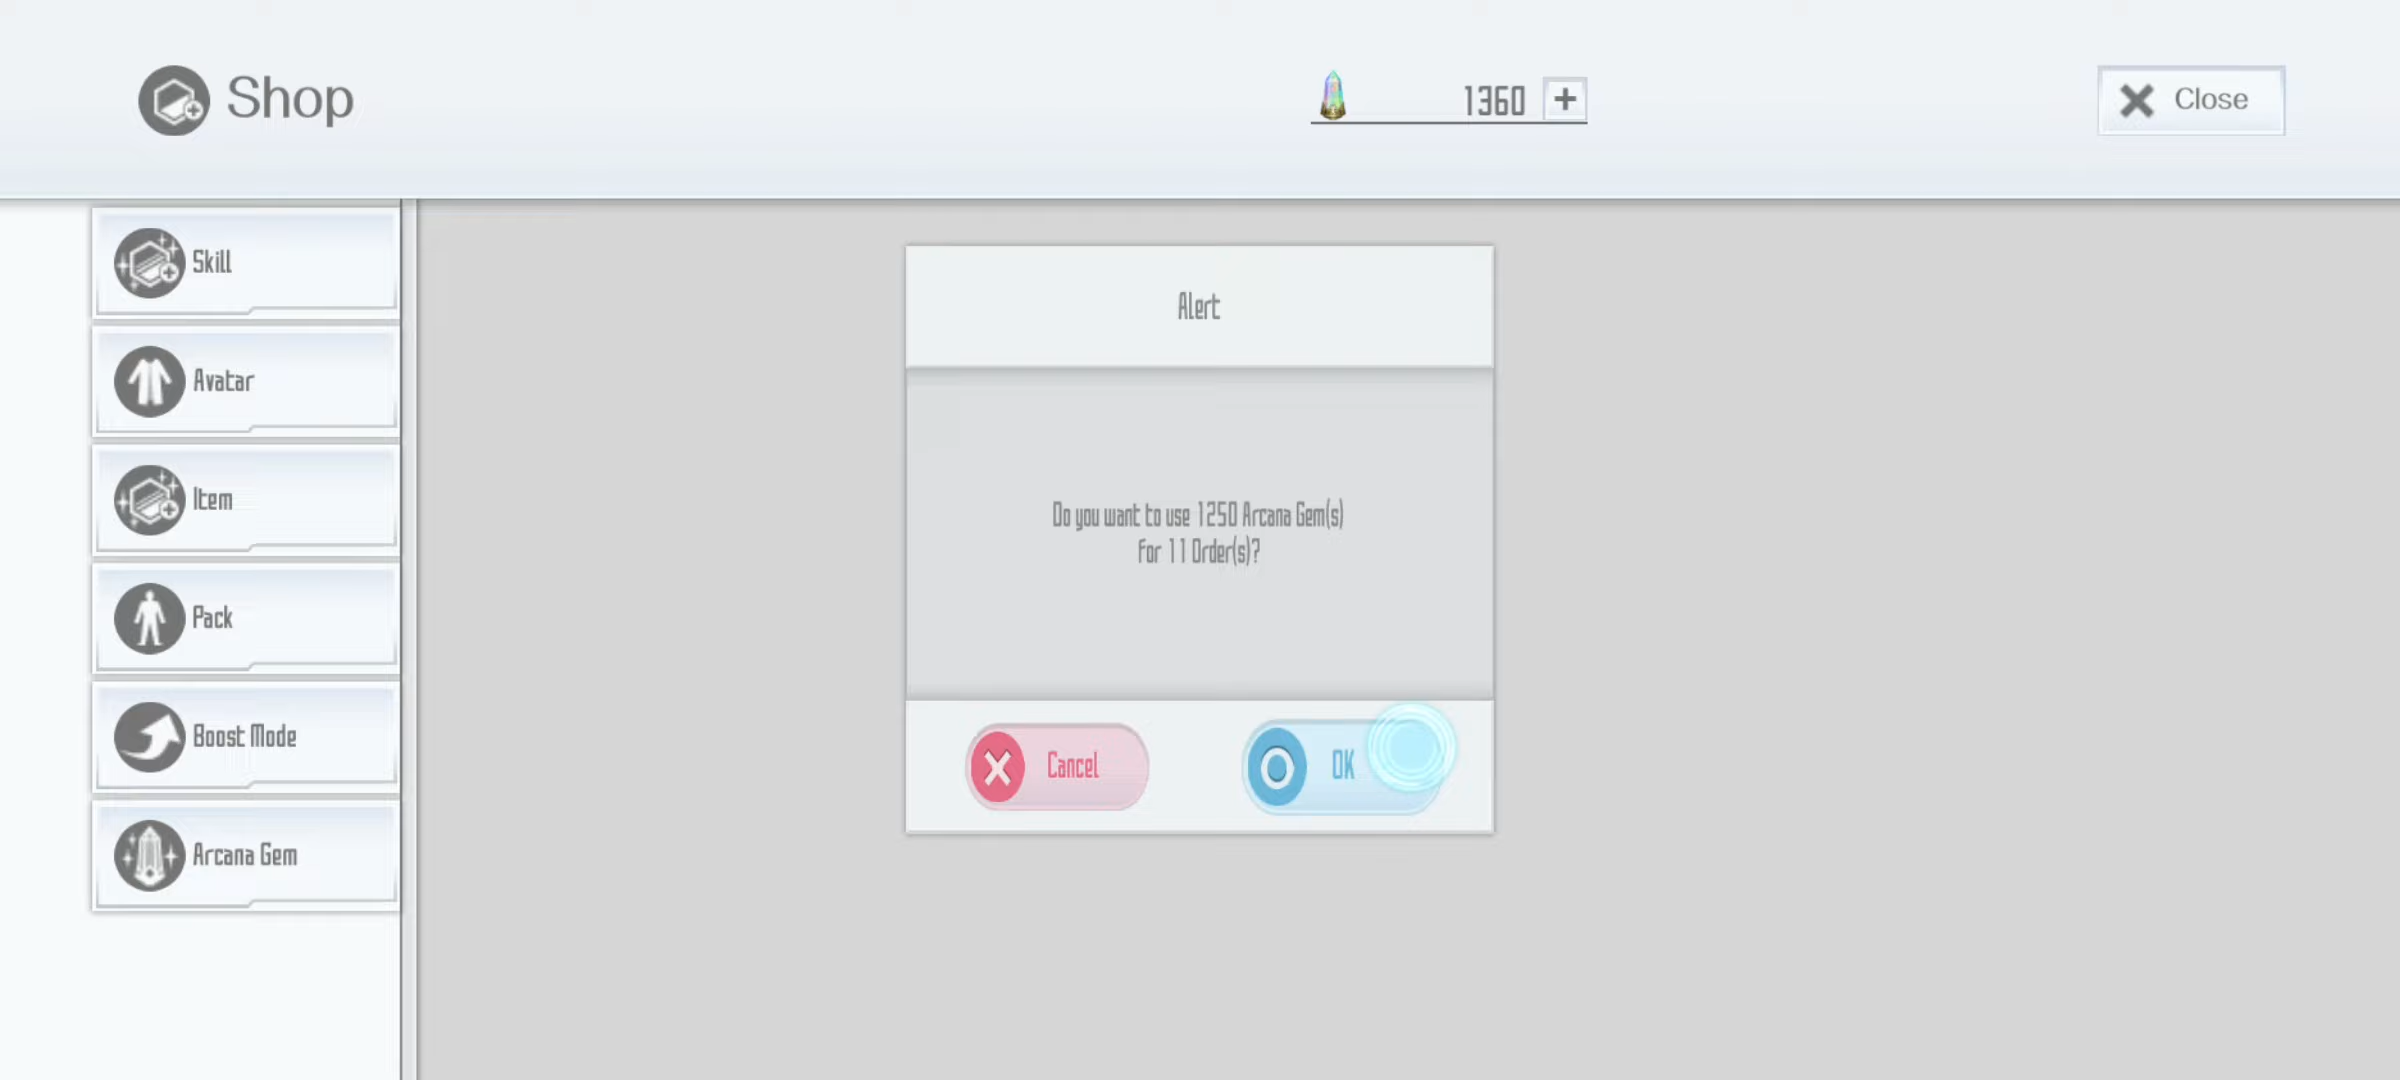 Shop
1360
Close
Skill
Avatar
Item
Pack
Boost Mode
Arcana Gem
Alert
Do you want to use 1250 Arcana Gem(s)
for 11 Order(s)?
Cancel
OK